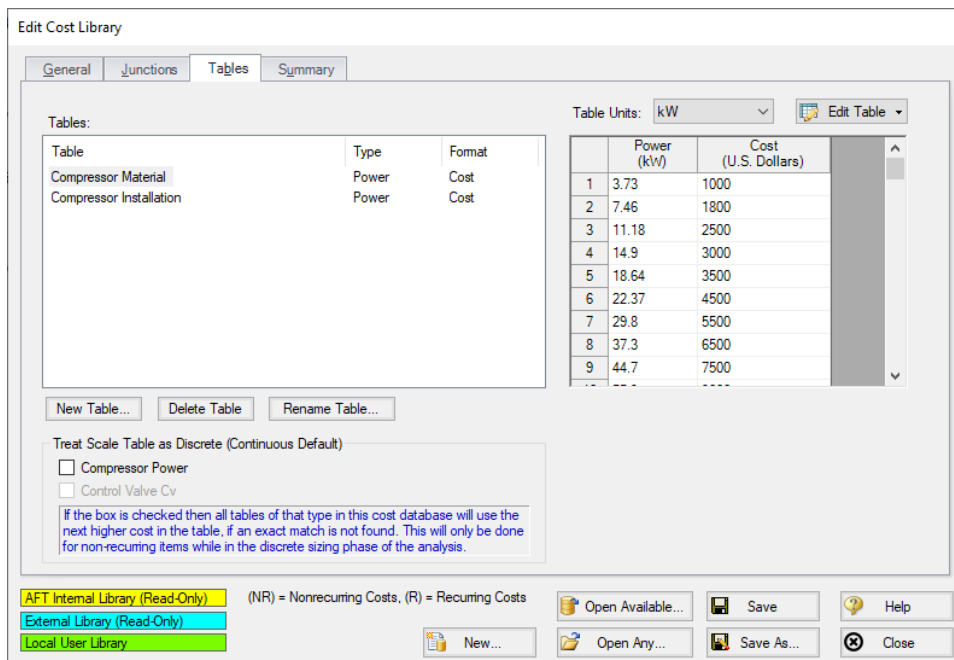 Edit Cost Library
General Junctions Tables Summary
Tables:
Table Type Format
Compressor Material Power Cost
Compressor Installation Power Cost
New Table... Delete Table Rename Table...
Treat Scale Table as Discrete (Continuous Default)
Compressor Power
Control Valve Cv
If the box is checked then all tables of that type in this cost database will use the
next higher cost in the table, if an exact match is not found. This will only be done
for non-recurring items while in the discrete sizing phase of the analysis.
Table Units: kW Edit Table
Power Cost
(kW) (U.S. Dollars)
1 3.73 1000
2 7.46 1800
3 11.18 2500
4 14.9 3000
5 18.64 3500
6 22.37 4500
7 29.8 5500
8 37.3 6500
9 44.7 7500
AFT Internal Library (Read-Only)
External Library (Read-Only)
Local User Library
(NR) = Nonrecurring Costs, (R) = Recurring Costs
Open Available... Save Help
New... Open Any... Save As... Close